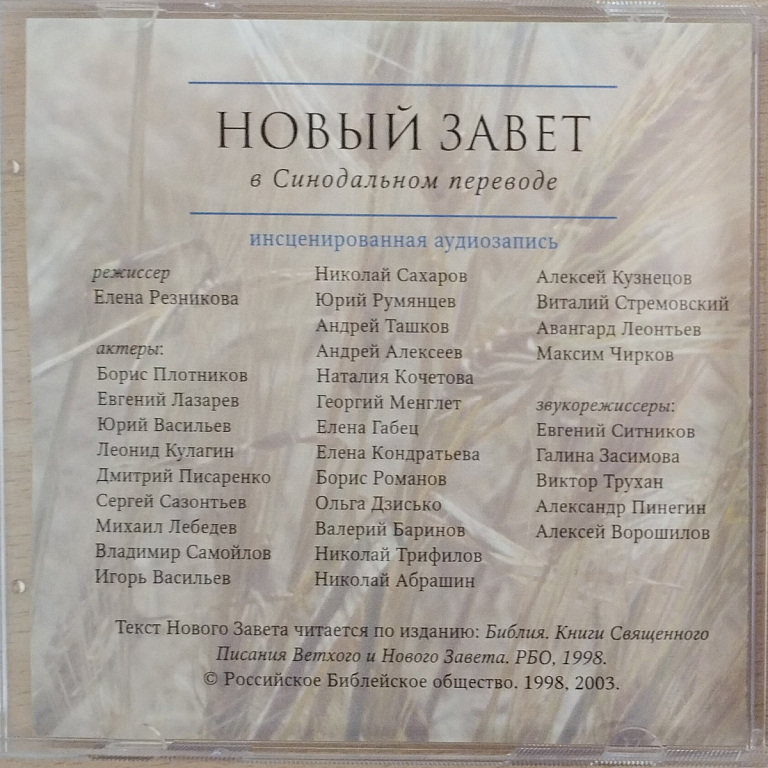 НОВЫЙ ЗАВЕТ
в Синодальном переводе
инсценированная аудиозапись
режиссер
Елена Резникова
актеры:
Борис Плотников
Евгений Лазарев
Юрий Васильев
Леонид Кулагин
Дмитрий Писаренко
Сергей Сазонтьев
Михаил Лебедев
Владимир Самойлов
Игорь Васильев
Николай Сахаров
Юрий Румянцев
Андрей Ташков
Андрей Алексеев
Наталия Кочетова
Георгий Менглет
Елена Габец
Елена Кондратьева
Борис Романов
Ольга Дзисько
Валерий Баринов
Николай Трифилов
Николай Абрашин
Алексей Кузнецов
Виталий Стремовский
Авангард Леонтьев
Максим Чирков
звукорежиссеры:
Евгений Ситников
Галина Засимова
Виктор Трухан
Александр Пинегин
Алексей Ворошилов
Текст Нового Завета читается по изданию: Библия. Книги Священного
Писания Ветхого и Нового Завета. РБО, 1998.
© Российское Библейское общество. 1998, 2003.